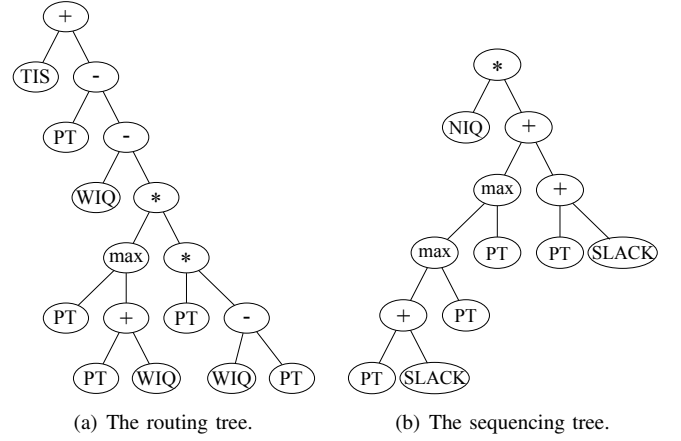 +
*
TIS
-
NIQ
+
PT
-
max
+
WIQ
*
max
PT
PT
SLACK
max
*
PT
+
PT
-
+
PT
PT
WIQ
WIQ
PT
PT
SLACK
(a) The routing tree.
(b) The sequencing tree.